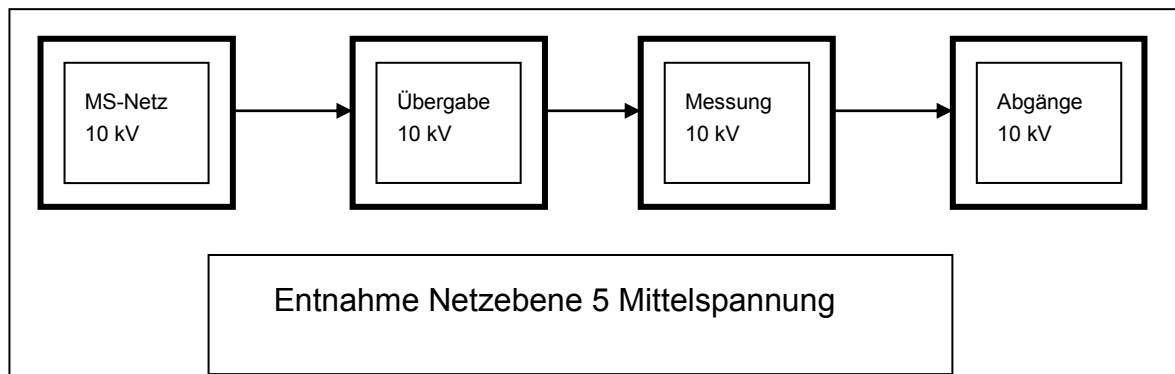 MS-Netz
10 kV
Übergabe
10 kV
Messung
10 kV
Abgänge
10 kV
Entnahme Netzebene 5 Mittelspannung